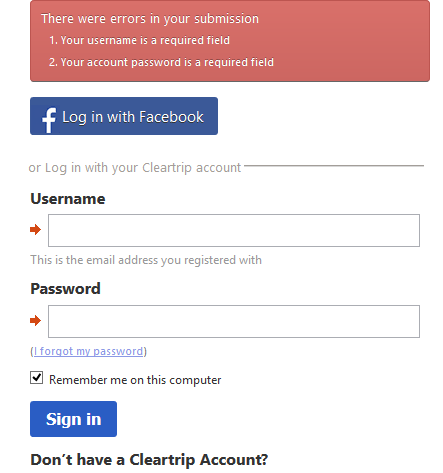 There were errors in your submission
1. Your username is a required field
2. Your account password is a required field
f Log in with Facebook
or Log in with your Cleartrip account
Username
This is the email address you registered with
Password
(I forgot my password)
Remember me on this computer
Sign in
Don't have a Cleartrip Account?